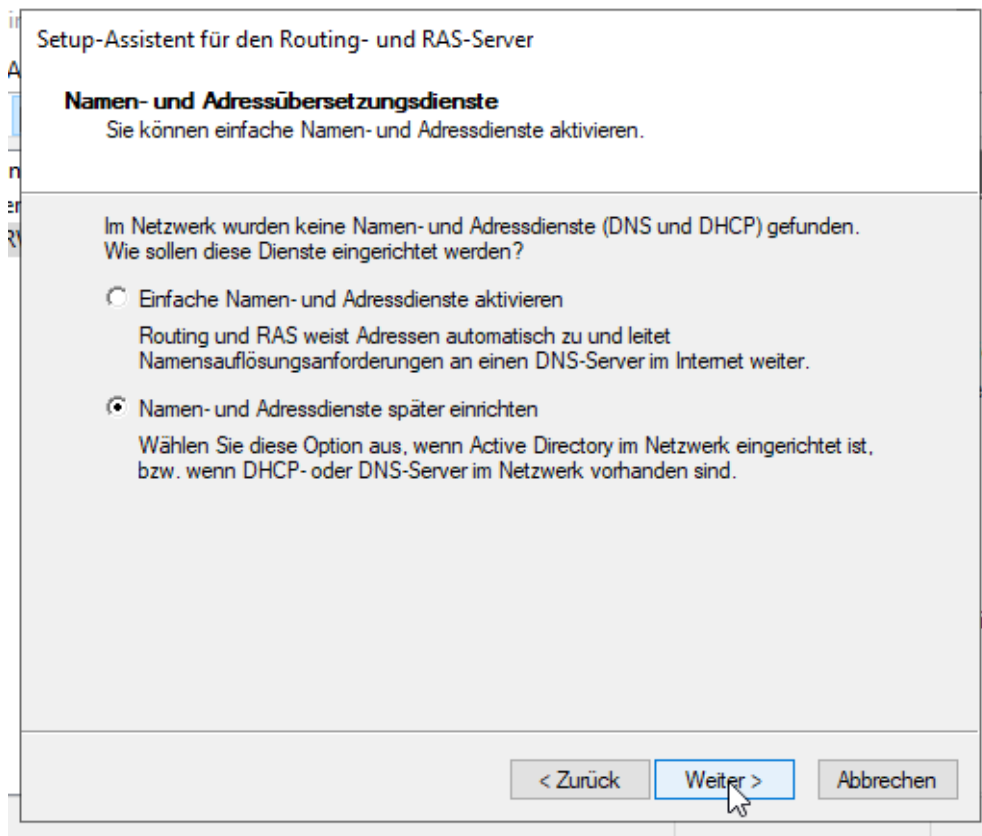 Setup-Assistent für den Routing- und RAS-Server
Namen- und Adressübersetzungsdienste
Sie können einfache Namen- und Adressdienste aktivieren.
Im Netzwerk wurden keine Namen- und Adressdienste (DNS und DHCP) gefunden.
Wie sollen diese Dienste eingerichtet werden?
Einfache Namen- und Adressdienste aktivieren
Routing und RAS weist Adressen automatisch zu und leitet
Namensauflösungsanforderungen an einen DNS-Server im Internet weiter.
Namen- und Adressdienste später einrichten
Wählen Sie diese Option aus, wenn Active Directory im Netzwerk eingerichtet ist,
bzw. wenn DHCP- oder DNS-Server im Netzwerk vorhanden sind.
< Zurück Weiter > Abbrechen